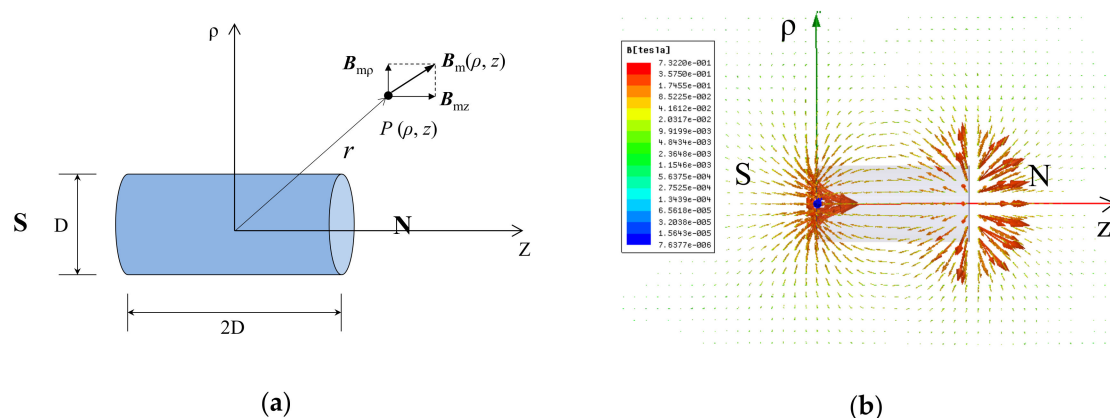 ρ
B_mρ
B_m(ρ, z)
B_mz
P (ρ, z)
r
S
D
N
Z
2D
(a)
ρ
B[tesla]
7.3220e-001
3.5750e-001
1.7455e-001
8.5225e-002
4.1612e-002
2.0317e-002
9.9199e-003
4.8434e-003
2.3648e-003
1.1546e-003
5.6375e-004
2.7525e-004
1.3439e-004
6.5618e-005
3.2038e-005
1.5643e-005
7.6377e-006
S
N
Z
(b)